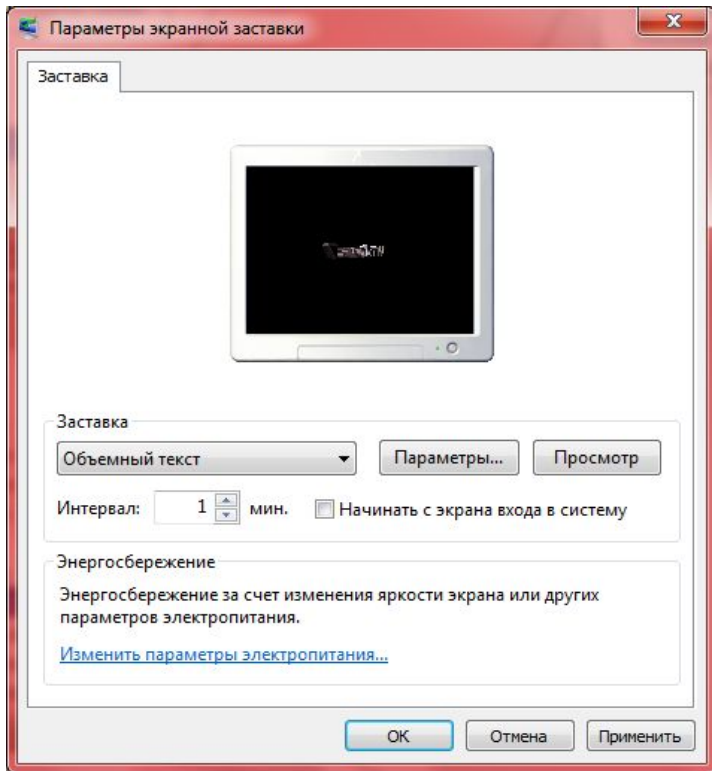 Параметры экранной заставки
Заставка
Заставка
Объемный текст
Параметры...
Просмотр
Интервал: 1 мин.
Начинать с экрана входа в систему
Энергосбережение
Энергосбережение за счет изменения яркости экрана или других
параметров электропитания.
Изменить параметры электропитания...
ОК
Отмена
Применить